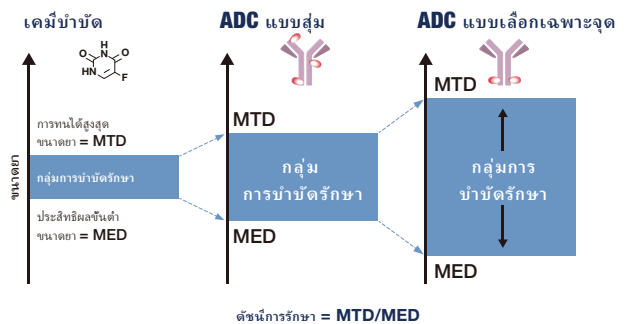 เคมีบำบัด
ADC แบบสุ่ม
ADC แบบเลือกเฉพาะจุด
O
H
N
O
HN
F
MTD
การทนได้สูงสุด
ขนาดยา = MTD
MTD
กลุ่มการบำบัดรักษา
กลุ่ม
การบำบัดรักษา
กลุ่มการ
บำบัดรักษา
ขนาดยา
ประสิทธิผลขั้นต่ำ
ขนาดยา = MED
MED
MED
ดัชนีการรักษา = MTD/MED